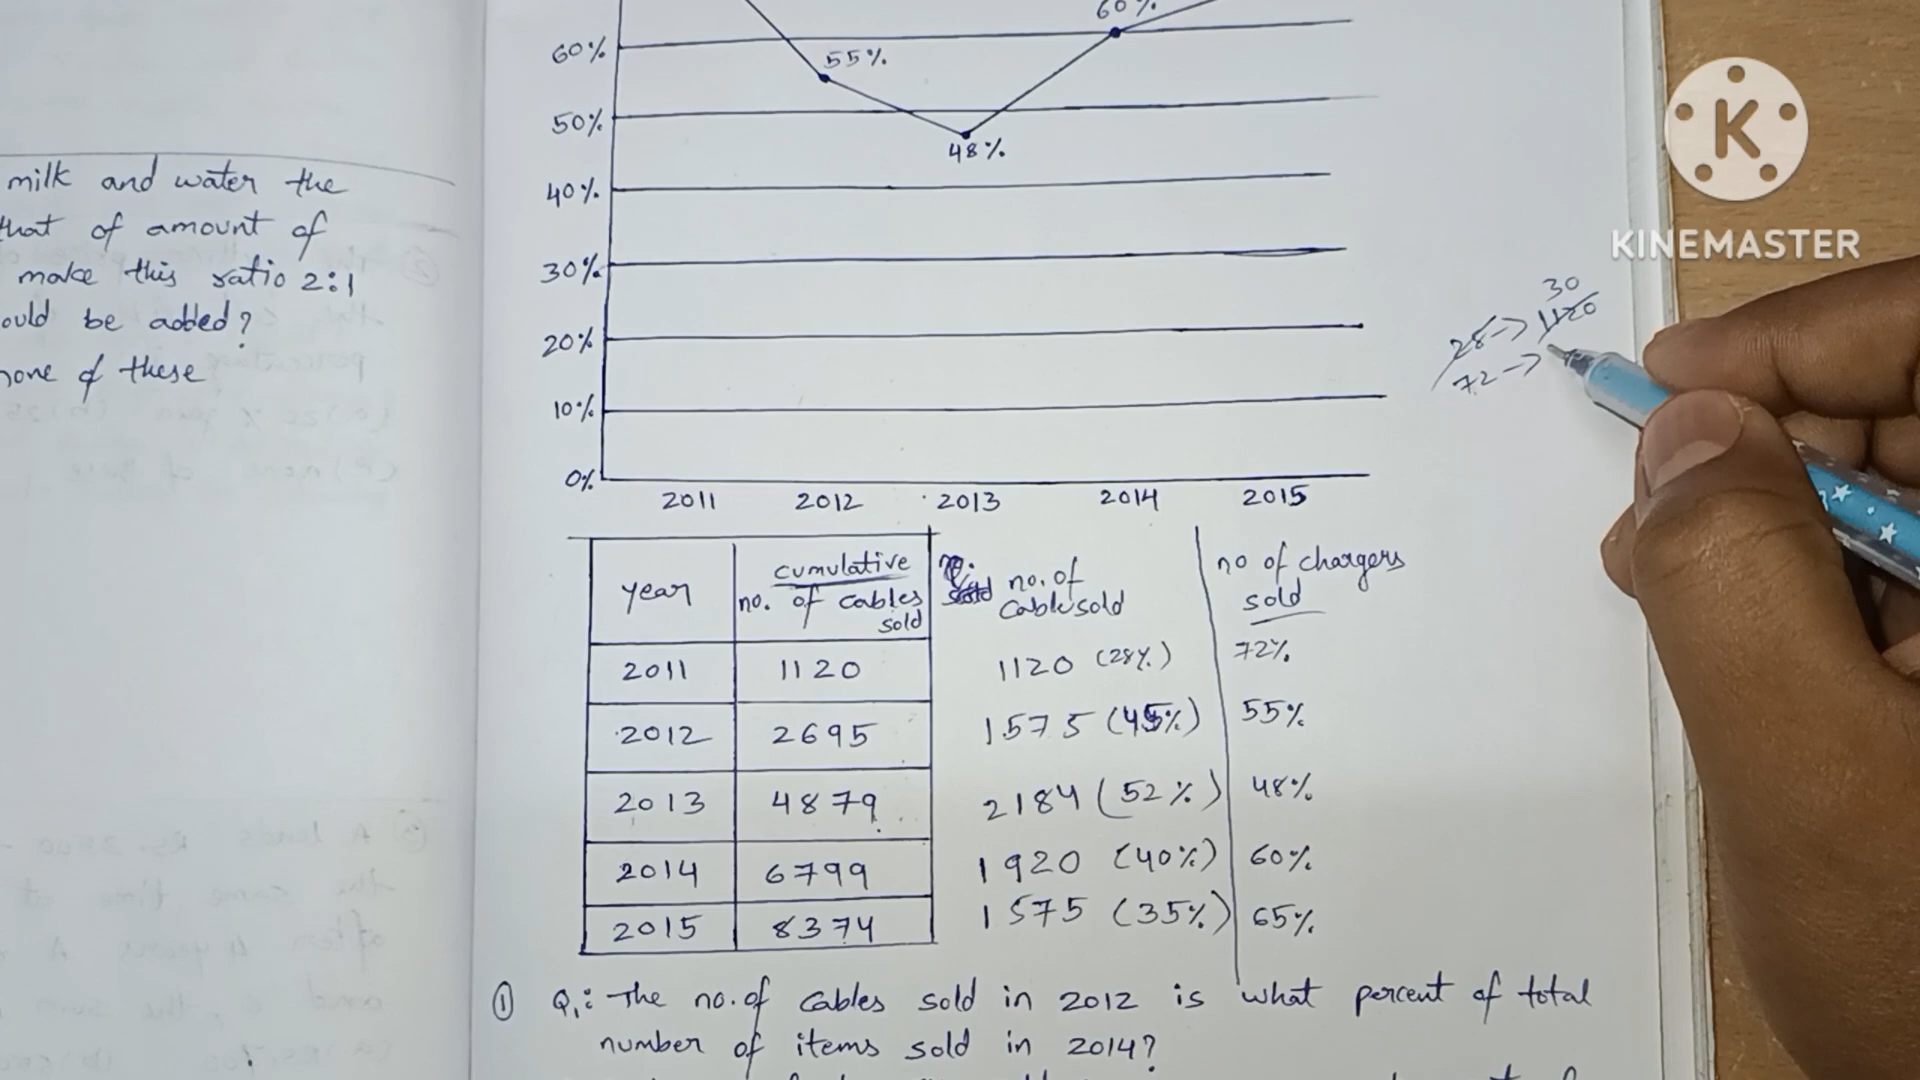 milk and water the
that of amount of
make this ratio 2:1
ould be added?
none of these
60%
60%
55%
50%
48%
40%
30%
20%
10%
0%
2011 2012 2013 2014 2015
KINEMASTER
30
28 → 1120
72 →
year cumulative no. of cables sold no. of cable sold no of chargers sold
2011 1120 1120 (28%) 72%
2012 2695 1575 (45%) 55%
2013 4879 2184 (52%) 48%
2014 6799 1920 (40%) 60%
2015 8374 1575 (35%) 65%
① Q1: The no. of cables sold in 2012 is what percent of total
number of items sold in 2014?